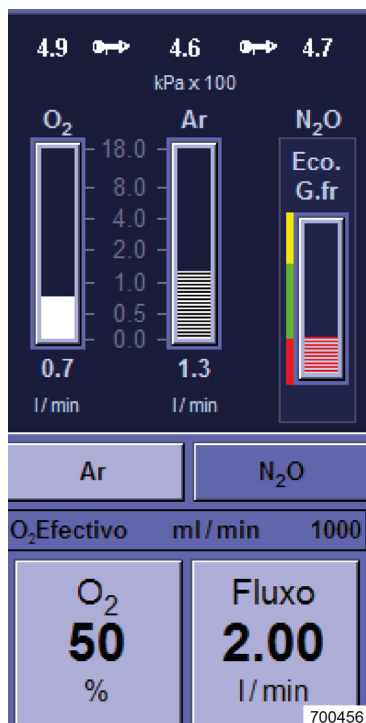 4.9 4.6 4.7
kPa x 100
O₂ Ar N₂O
18.0
8.0
4.0
2.0
1.0
0.5
0.0
Eco.
G.fr
0.7 1.3
l / min l / min
Ar N₂O
O₂Efectivo ml / min 1000
O₂ Fluxo
50 2.00
% l / min
700456